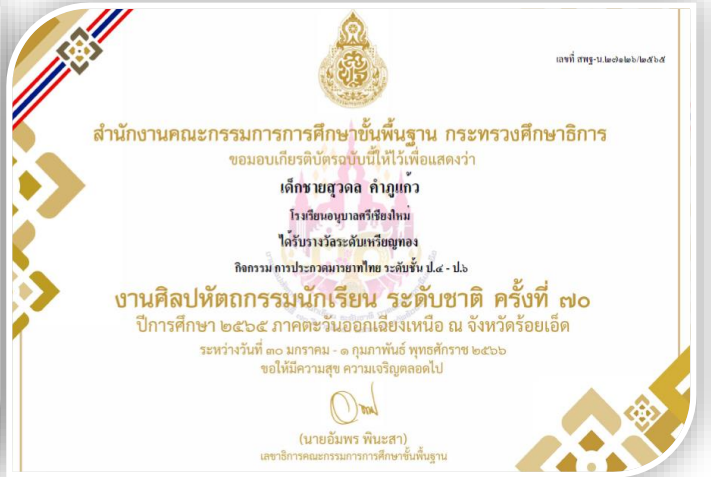 เลขที่ สพฐ-น.๒๗๑๒๖/๒๕๖๕
สำนักงานคณะกรรมการการศึกษาขั้นพื้นฐาน กระทรวงศึกษาธิการ
ขอมอบเกียรติบัตรฉบับนี้ให้ไว้เพื่อแสดงว่า
เด็กชายสุวดล คำภูแก้ว
โรงเรียนอนุบาลศรีเชียงใหม่
ได้รับรางวัลระดับเหรียญทอง
กิจกรรม การประกวดมารยาทไทย ระดับชั้น ป.๔ - ป.๖
งานศิลปหัตถกรรมนักเรียน ระดับชาติ ครั้งที่ ๗๐
ปีการศึกษา ๒๕๖๕ ภาคตะวันออกเฉียงเหนือ ณ จังหวัดร้อยเอ็ด
ระหว่างวันที่ ๓๐ มกราคม - ๑ กุมภาพันธ์ พุทธศักราช ๒๕๖๖
ขอให้มีความสุข ความเจริญตลอดไป
(นายอัมพร พินะสา)
เลขาธิการคณะกรรมการการศึกษาขั้นพื้นฐาน